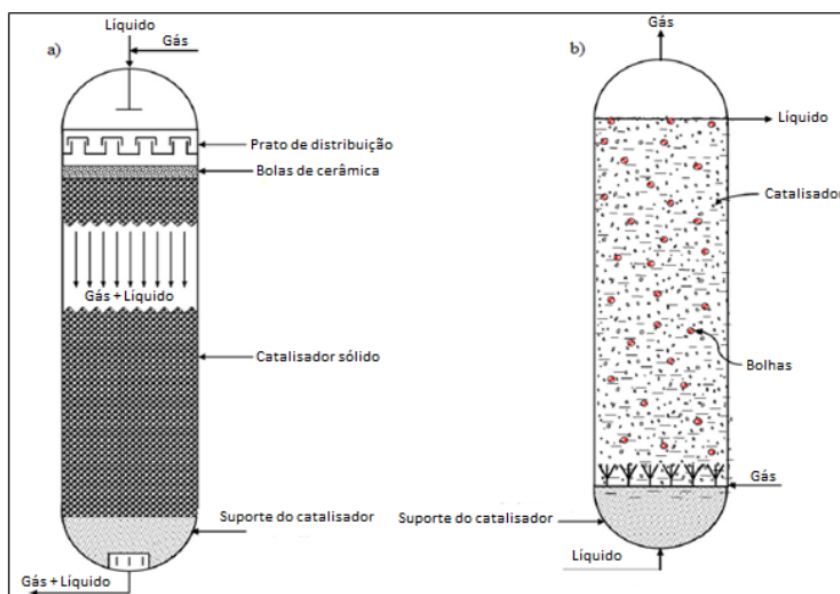 a)
Líquido
Gás
Prato de distribuição
Bolas de cerâmica
Gás + Líquido
Catalisador sólido
Suporte do catalisador
Gás + Líquido
b)
Gás
Líquido
Catalisador
Bolhas
Gás
Suporte do catalisador
Líquido